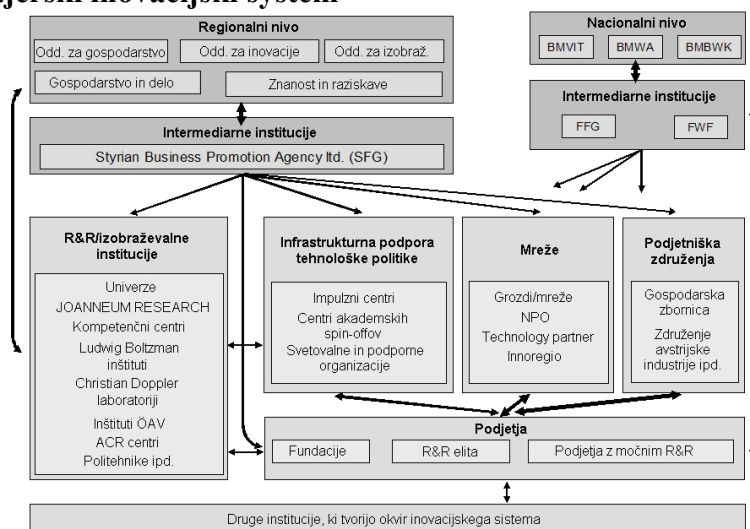 inovacijski system
Regionalni nivo
Odd. za gospodarstvo
Odd. za inovacije
Odd. za izobraž.
Gospodarstvo in delo
Znanost in raziskave
Intermediarne institucije
Styrian Business Promotion Agency ltd. (SFG)
Nacionalni nivo
BMVIT
BMWA
BMBWK
Intermediarne institucije
FFG
FWF
R&R/izobraževalne
institucije
Univerze
JOANNEUM RESEARCH
Kompetenčni centri
Ludwig Boltzman
inštituti
Christian Doppler
laboratoriji
Inštituti ÖAV
ACR centri
Politehnike ipd.
Infrastrukturna podpora
tehnološke politike
Impulzni centri
Centri akademskih
spin-offov
Svetovalne in podporne
organizacije
Mreže
Grozdi/mreže
NPO
Technology partner
Innoregio
Podjetniška
združenja
Gospodarska
zbornica
Združenje
avstrijske
industrije ipd.
Podjetja
Fundacije
R&R elita
Podjetja z močnim R&R
Druge institucije, ki tvorijo okvir inovacijskega sistema